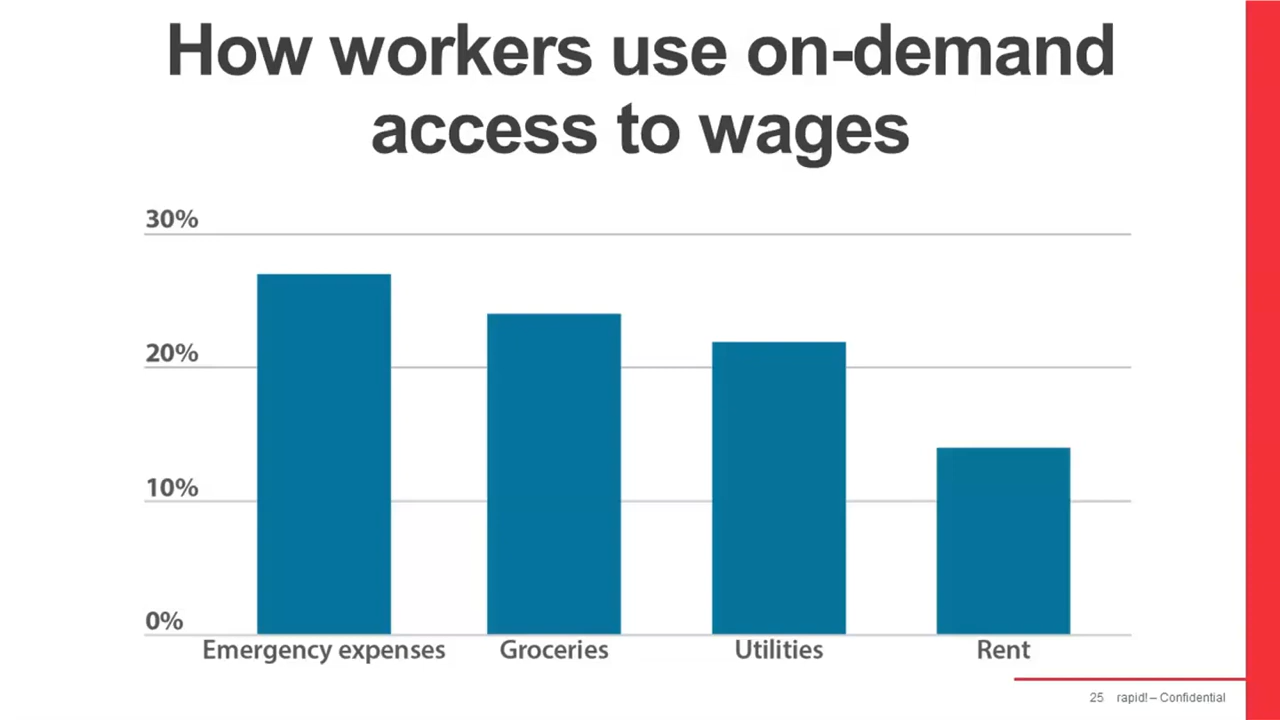 How workers use on-demand
access to wages
30%
20%
10%
0%
Emergency expenses Groceries Utilities Rent
25 rapid! – Confidential